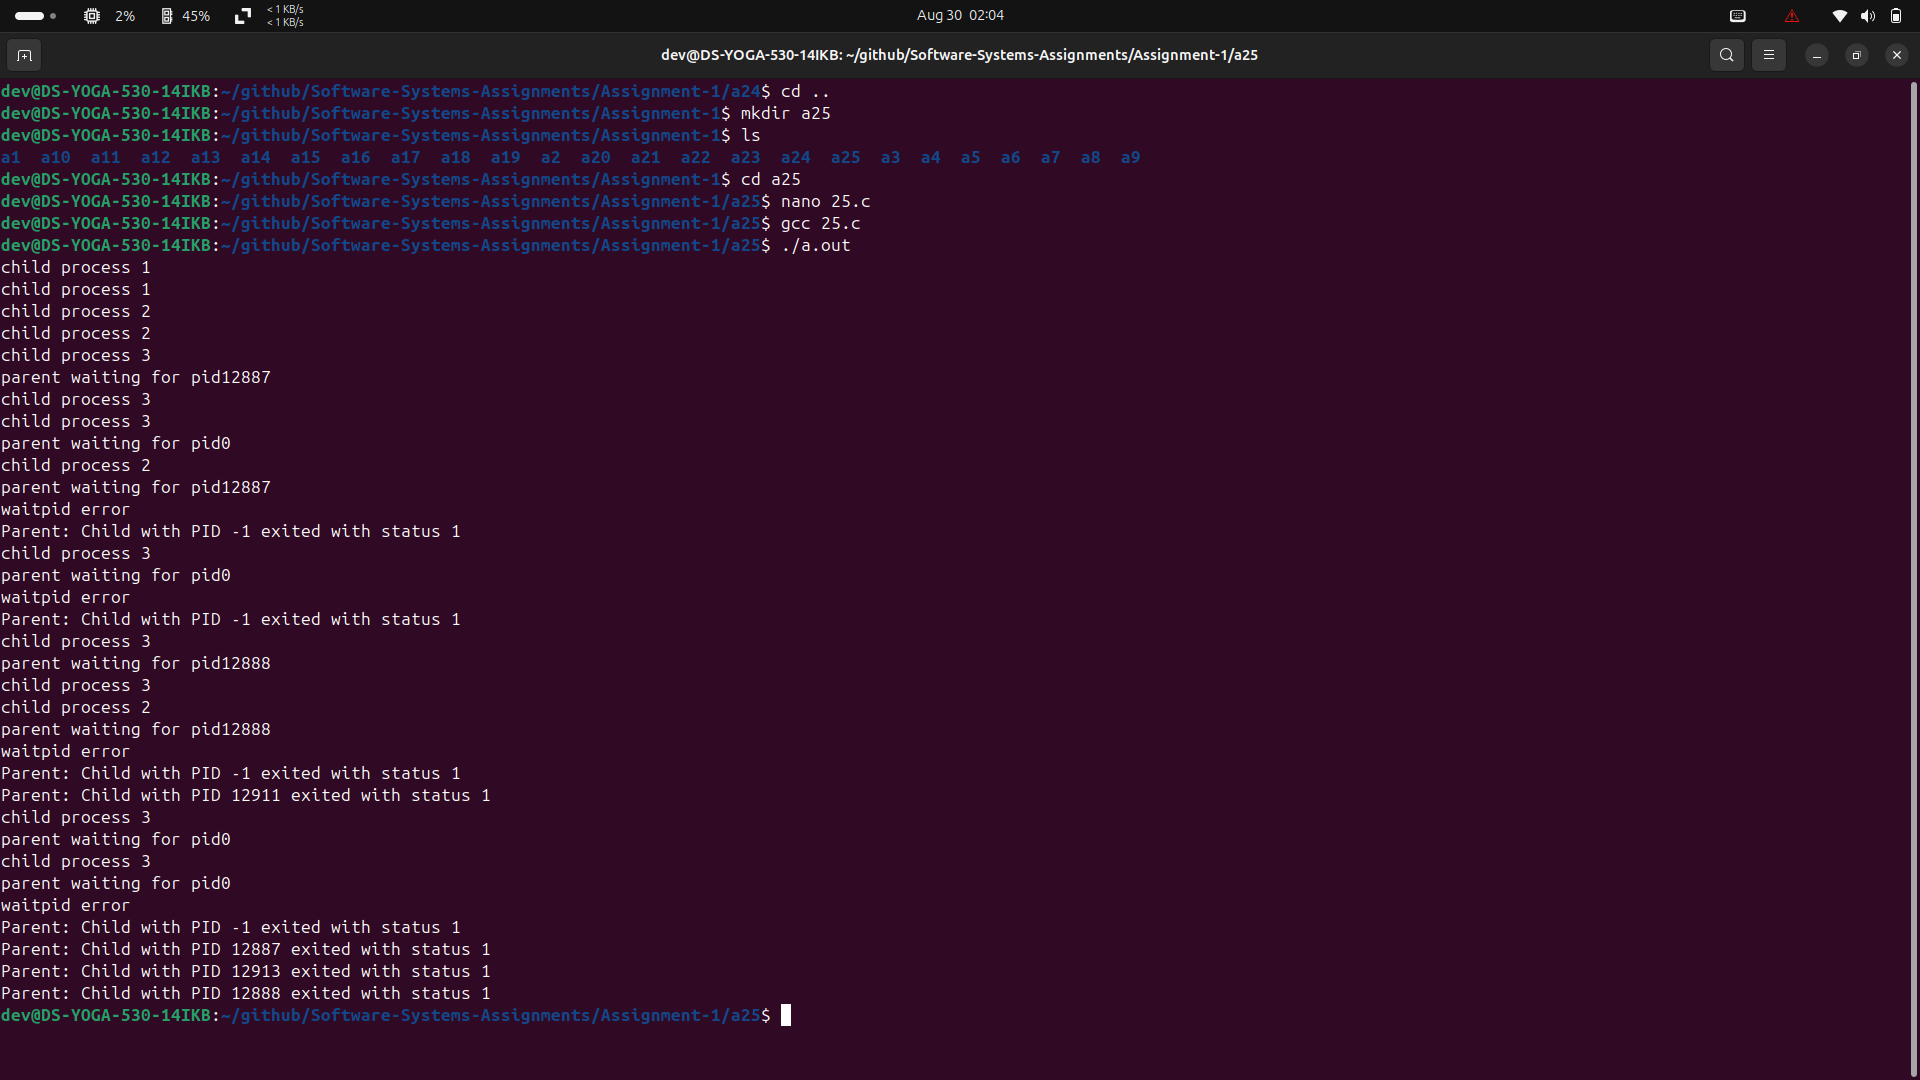 2% 45% < 1 KB/s
< 1 KB/s
Aug 30 02:04
dev@DS-YOGA-530-14IKB: ~/github/Software-Systems-Assignments/Assignment-1/a25
dev@DS-YOGA-530-14IKB:~/github/Software-Systems-Assignments/Assignment-1/a24$ cd ..
dev@DS-YOGA-530-14IKB:~/github/Software-Systems-Assignments/Assignment-1$ mkdir a25
dev@DS-YOGA-530-14IKB:~/github/Software-Systems-Assignments/Assignment-1$ ls
a1 a10 a11 a12 a13 a14 a15 a16 a17 a18 a19 a2 a20 a21 a22 a23 a24 a25 a3 a4 a5 a6 a7 a8 a9
dev@DS-YOGA-530-14IKB:~/github/Software-Systems-Assignments/Assignment-1$ cd a25
dev@DS-YOGA-530-14IKB:~/github/Software-Systems-Assignments/Assignment-1/a25$ nano 25.c
dev@DS-YOGA-530-14IKB:~/github/Software-Systems-Assignments/Assignment-1/a25$ gcc 25.c
dev@DS-YOGA-530-14IKB:~/github/Software-Systems-Assignments/Assignment-1/a25$ ./a.out
child process 1
child process 1
child process 2
child process 2
child process 3
parent waiting for pid12887
child process 3
child process 3
parent waiting for pid0
child process 2
parent waiting for pid12887
waitpid error
Parent: Child with PID -1 exited with status 1
child process 3
parent waiting for pid0
waitpid error
Parent: Child with PID -1 exited with status 1
child process 3
parent waiting for pid12888
child process 3
child process 2
parent waiting for pid12888
waitpid error
Parent: Child with PID -1 exited with status 1
Parent: Child with PID 12911 exited with status 1
child process 3
parent waiting for pid0
child process 3
parent waiting for pid0
waitpid error
Parent: Child with PID -1 exited with status 1
Parent: Child with PID 12887 exited with status 1
Parent: Child with PID 12913 exited with status 1
Parent: Child with PID 12888 exited with status 1
dev@DS-YOGA-530-14IKB:~/github/Software-Systems-Assignments/Assignment-1/a25$